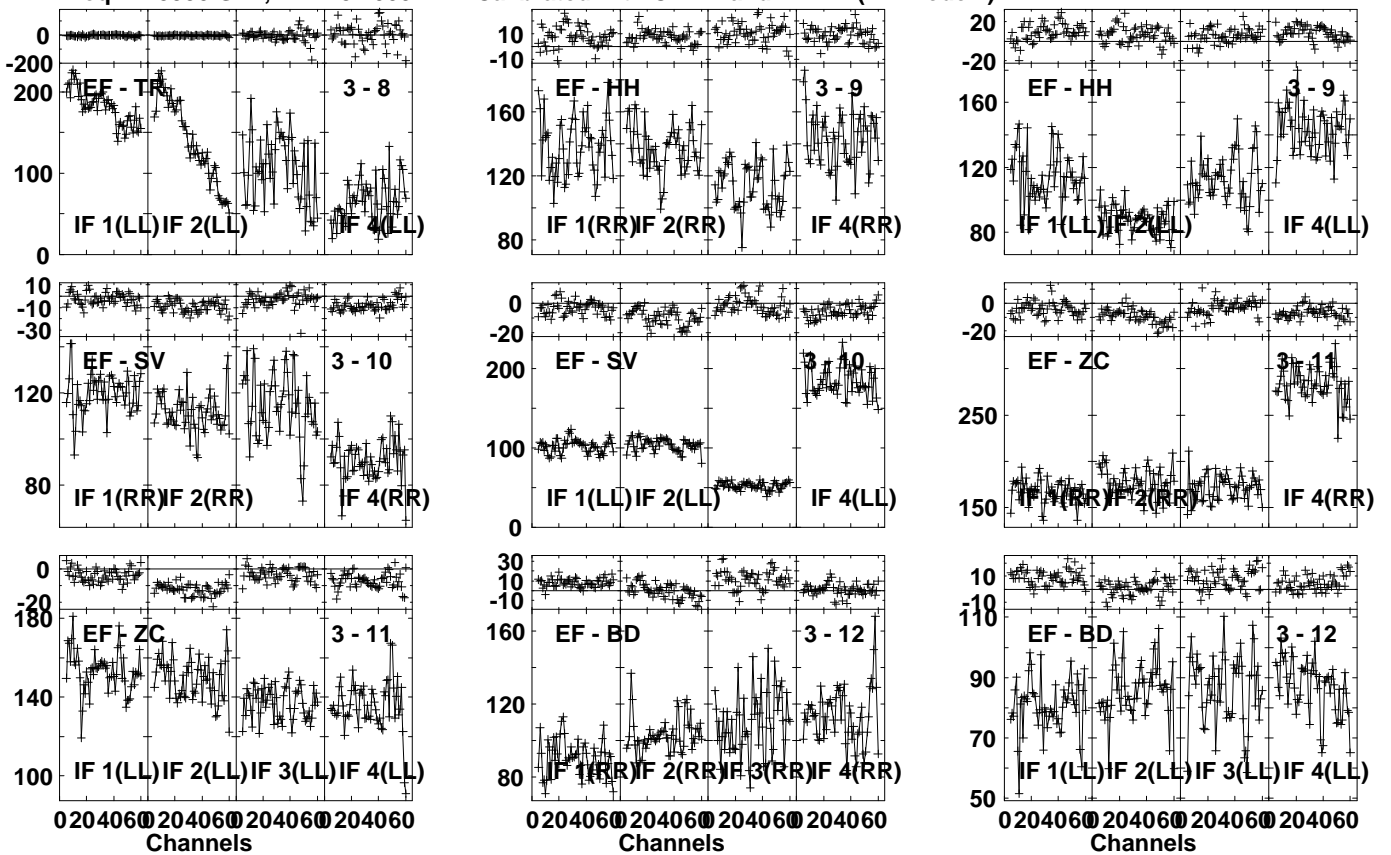 0
-200
EF - TR 3 - 8
200
100
0
IF 1(LL) IF 2(LL) IF 4(LL)
10
-10
EF - HH 3 - 9
160
120
80
IF 1(RR) IF 2(RR) IF 4(RR)
20
0
-20
EF - HH 3 - 9
160
120
80
IF 1(LL) IF 2(LL) IF 4(LL)
10
-10
-30
EF - SV 3 - 10
120
80
IF 1(RR) IF 2(RR) IF 4(RR)
0
-20
EF - SV 3 - 10
200
100
0
IF 1(LL) IF 2(LL) IF 4(LL)
0
-20
EF - ZC 3 - 11
250
150
IF 1(RR) IF 2(RR) IF 4(RR)
0
-20
180
EF - ZC 3 - 11
140
100
IF 1(LL) IF 2(LL) IF 3(LL) IF 4(LL)
0204060 0204060 0204060 0204060
Channels
30
10
-10
160
EF - BD 3 - 12
120
80
IF 1(RR) IF 2(RR) IF 3(RR) IF 4(RR)
0204060 0204060 0204060 0204060
Channels
10
-10
110
EF - BD 3 - 12
90
70
50
IF 1(LL) IF 2(LL) IF 3(LL) IF 4(LL)
0204060 0204060 0204060 0204060
Channels